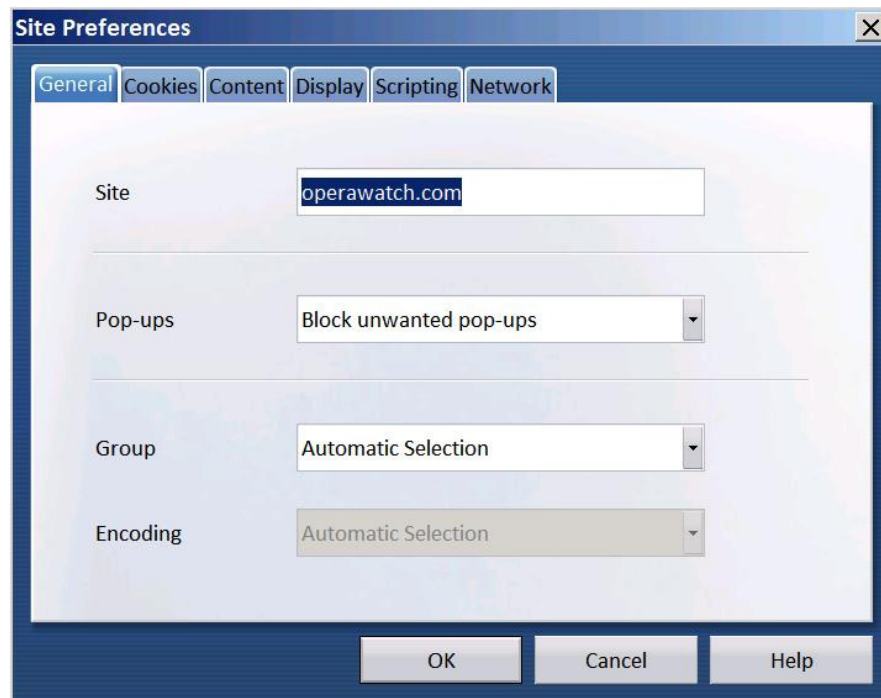 Site Preferences
General Cookies Content Display Scripting Network
Site operawatch.com
Pop-ups Block unwanted pop-ups
Group Automatic Selection
Encoding Automatic Selection
OK Cancel Help